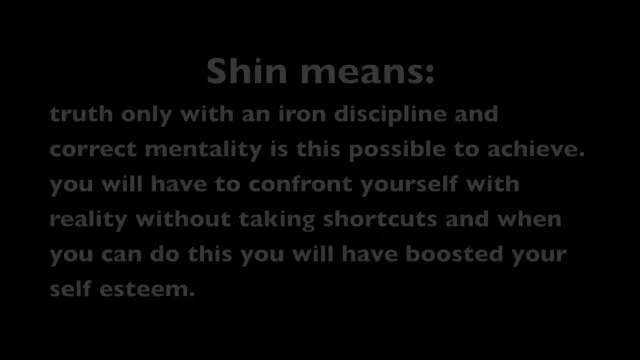 Shin means:
truth only with an iron discipline and
correct mentality is this possible to achieve.
you will have to confront yourself with
reality without taking shortcuts and when
you can do this you will have boosted your
self esteem.